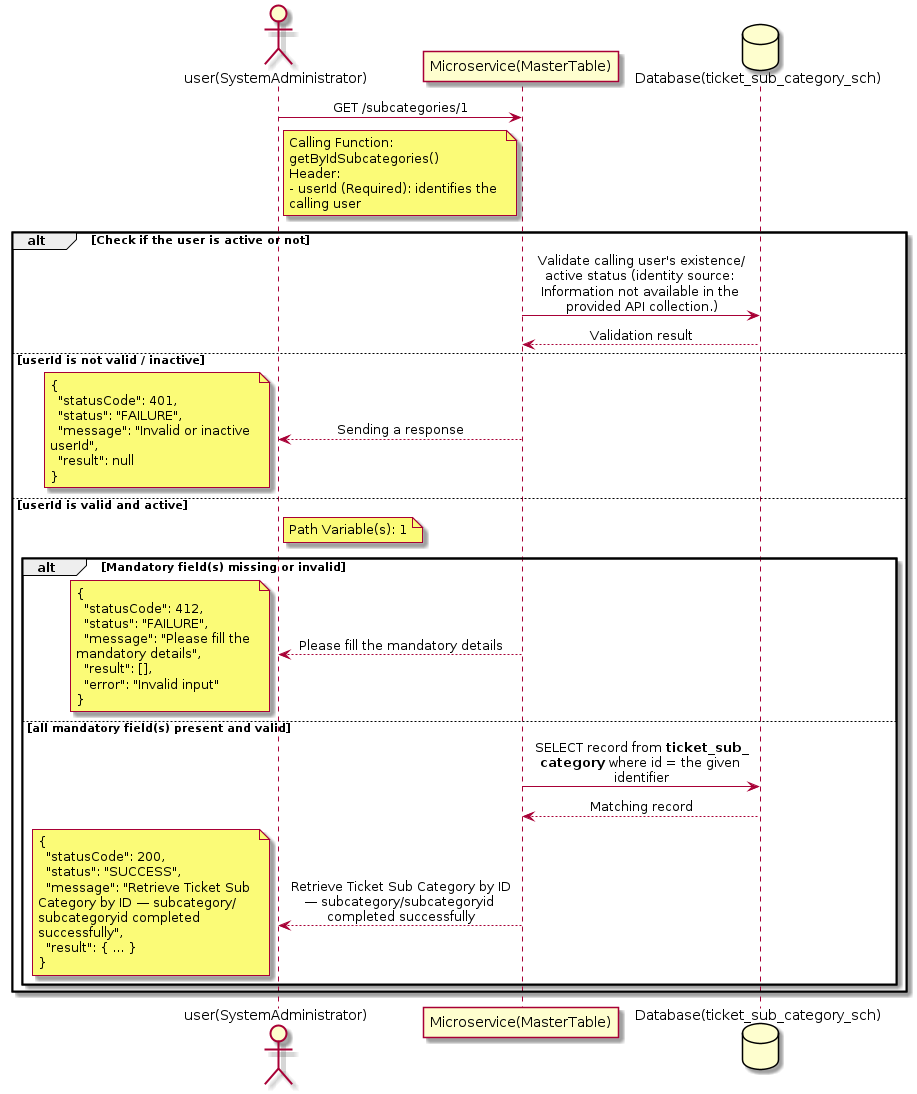 user(SystemAdministrator)
Microservice(MasterTable)
Database(ticket_sub_category_sch)
GET /subcategories/1
Calling Function:
getByIdSubcategories()
Header:
- userId (Required): identifies the
calling user
alt
[Check if the user is active or not]
Validate calling user's existence/
active status (identity source:
Information not available in the
provided API collection.)
Validation result
[userId is not valid / inactive]
{
"statusCode": 401,
"status": "FAILURE",
"message": "Invalid or inactive
userId",
"result": null
}
Sending a response
[userId is valid and active]
Path Variable(s): 1
alt
[Mandatory field(s) missing or invalid]
{
"statusCode": 412,
"status": "FAILURE",
"message": "Please fill the
mandatory details",
"result": [],
"error": "Invalid input"
}
Please fill the mandatory details
[all mandatory field(s) present and valid]
SELECT record from ticket_sub_
category where id = the given
identifier
Matching record
{
"statusCode": 200,
"status": "SUCCESS",
"message": "Retrieve Ticket Sub
Category by ID — subcategory/
subcategoryid completed
successfully",
"result": { ... }
}
Retrieve Ticket Sub Category by ID
— subcategory/subcategoryid
completed successfully
user(SystemAdministrator)
Microservice(MasterTable)
Database(ticket_sub_category_sch)